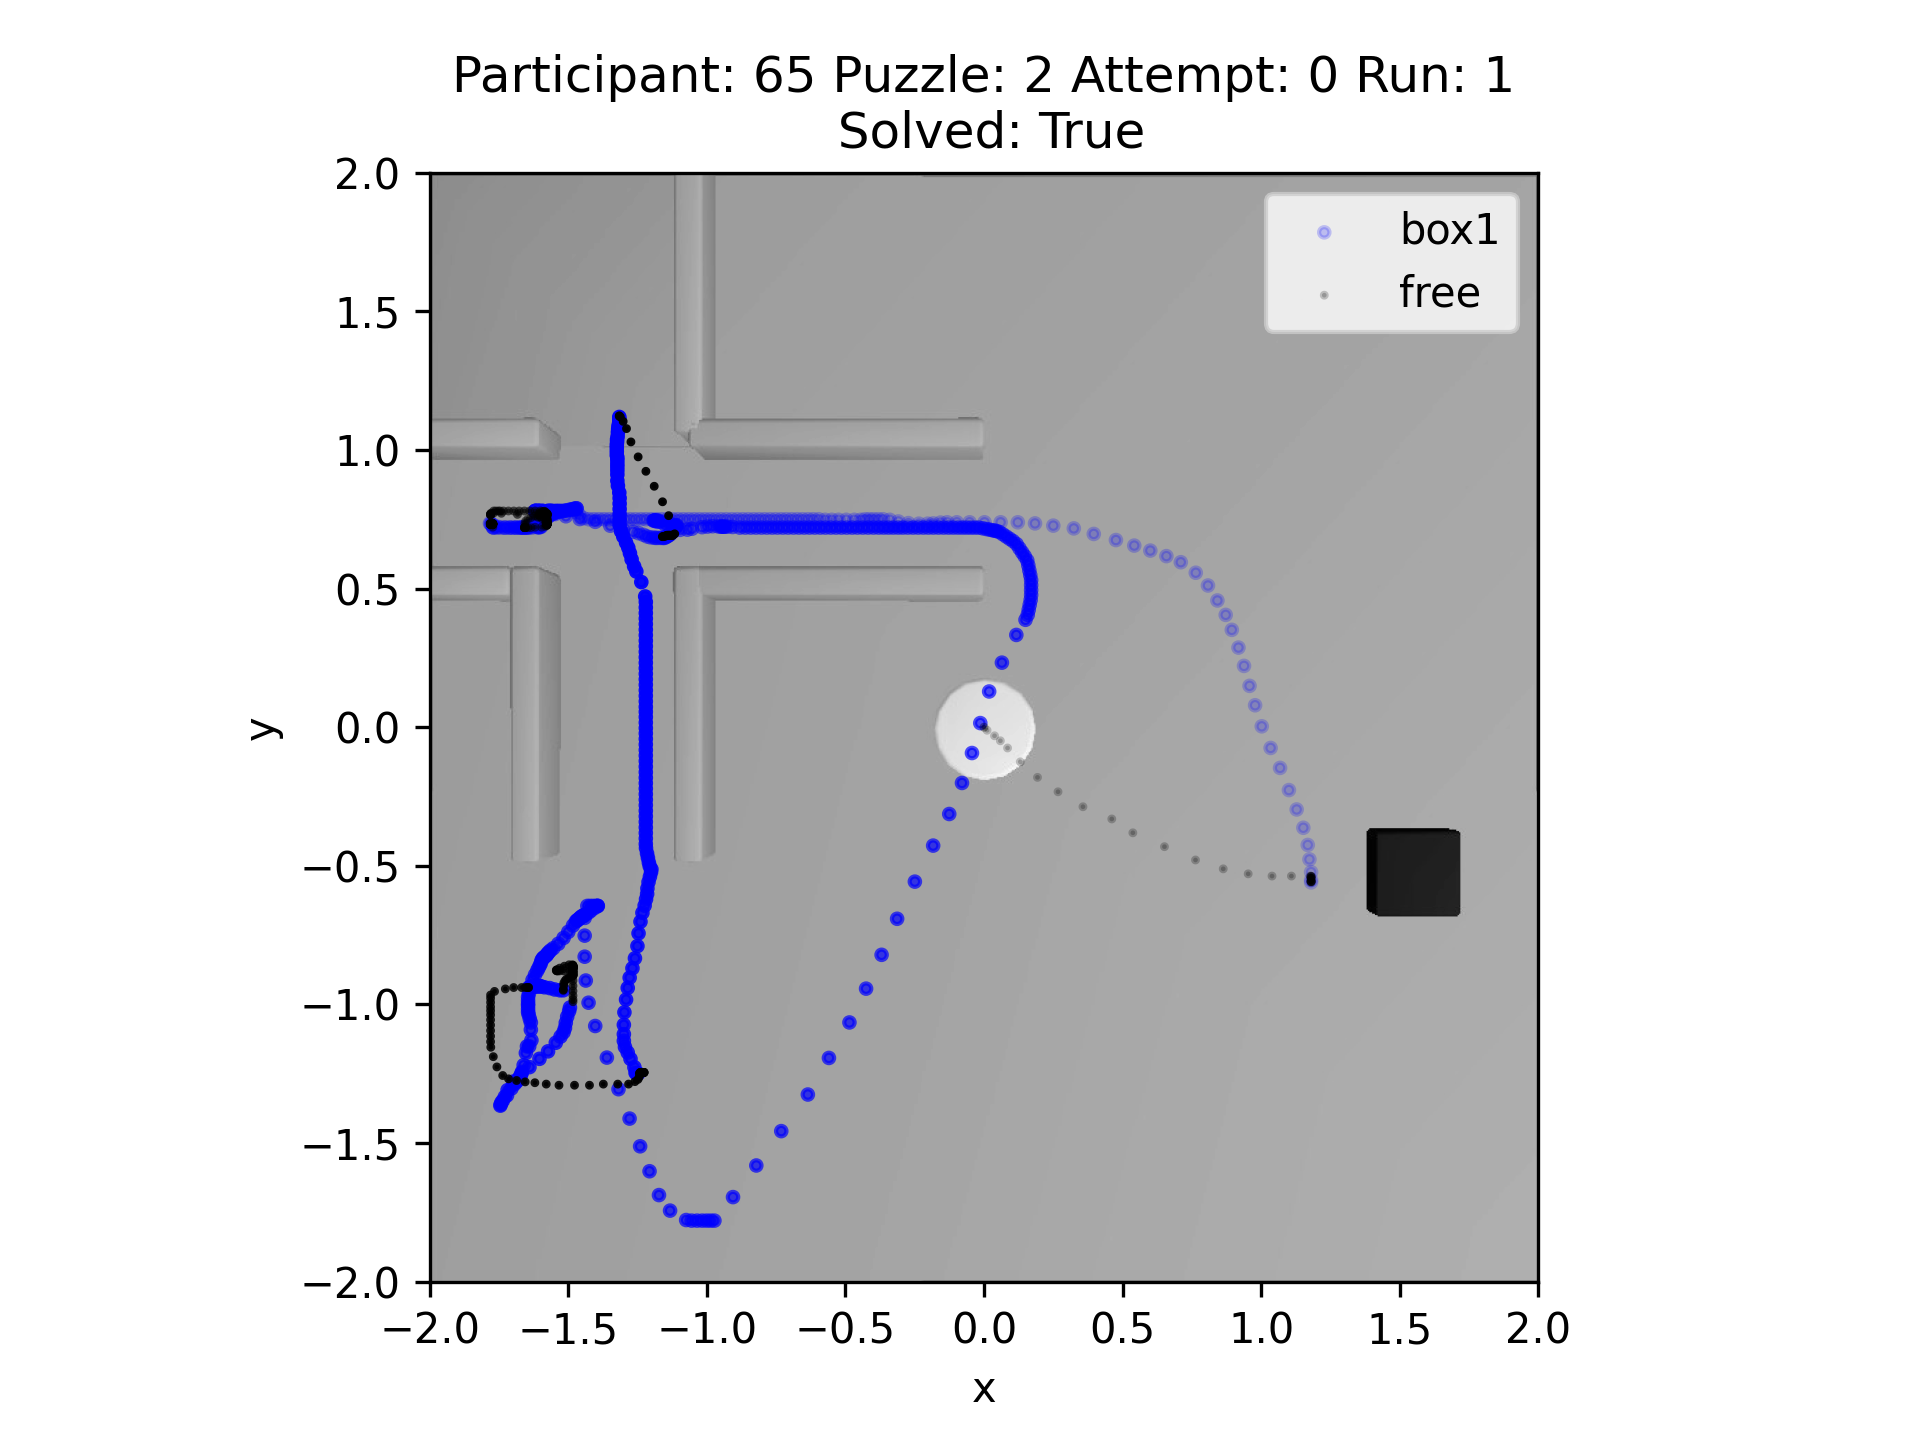 Participant: 65 Puzzle: 2 Attempt: 0 Run: 1
Solved: True
2.0
1.5
1.0
0.5
0.0
−0.5
−1.0
−1.5
−2.0
y
box1
free
−2.0 −1.5 −1.0 −0.5 0.0 0.5 1.0 1.5 2.0
x